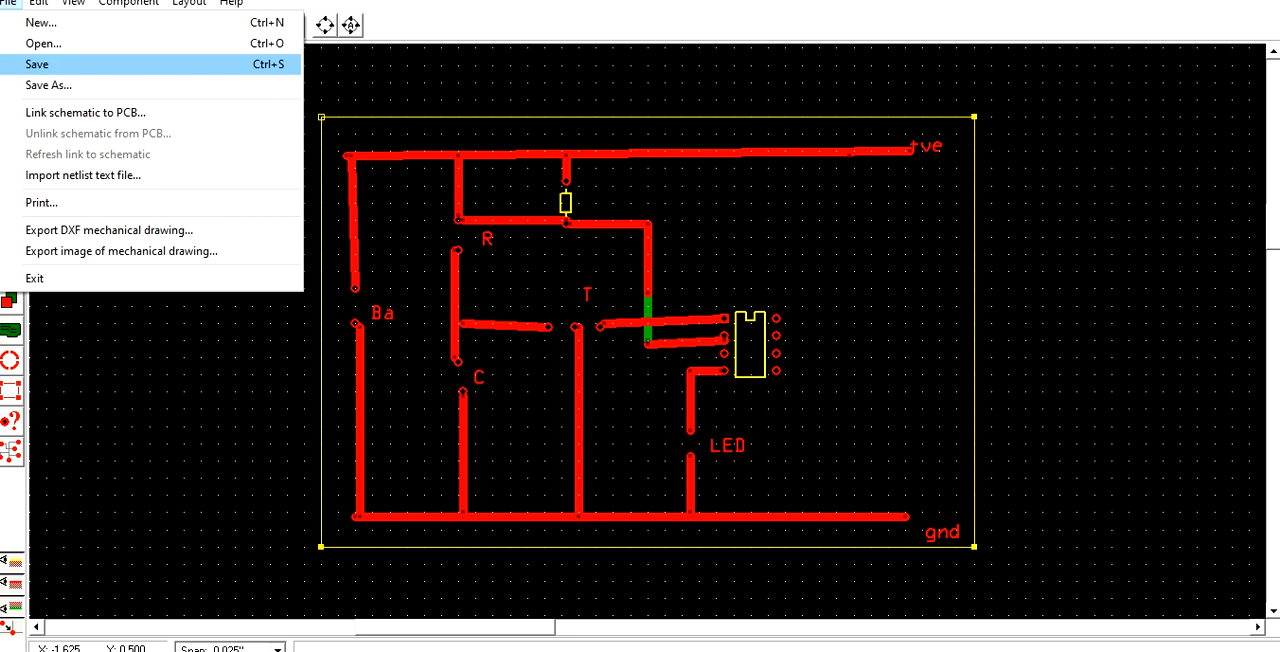 File Edit View Component Layout Help
New... Ctrl+N
Open... Ctrl+O
Save Ctrl+S
Save As...
Link schematic to PCB...
Unlink schematic from PCB...
Refresh link to schematic
Import netlist text file...
Print...
Export DXF mechanical drawing...
Export image of mechanical drawing...
Exit
+ve
R
T
Ba
C
LED
gnd
X: -1.625 Y: 0.500 Snap: 0.025"